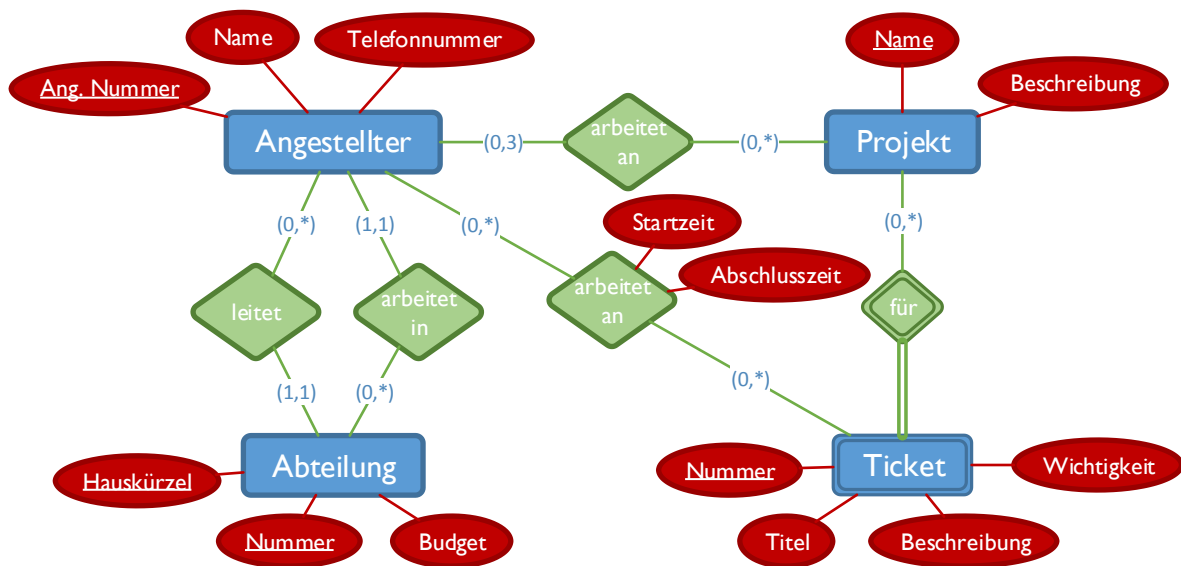 Name
Telefonnummer
Ang. Nummer
Name
Beschreibung
Angestellter
(0,3)
arbeitet
an
(0,*)
Projekt
(0,*)
(1,1)
(0,*)
Startzeit
(0,*)
Abschlusszeit
leitet
arbeitet
in
arbeitet
an
für
(1,1)
(0,*)
(0,*)
Abteilung
Hauskürzel
Nummer
Budget
Nummer
Ticket
Wichtigkeit
Titel
Beschreibung